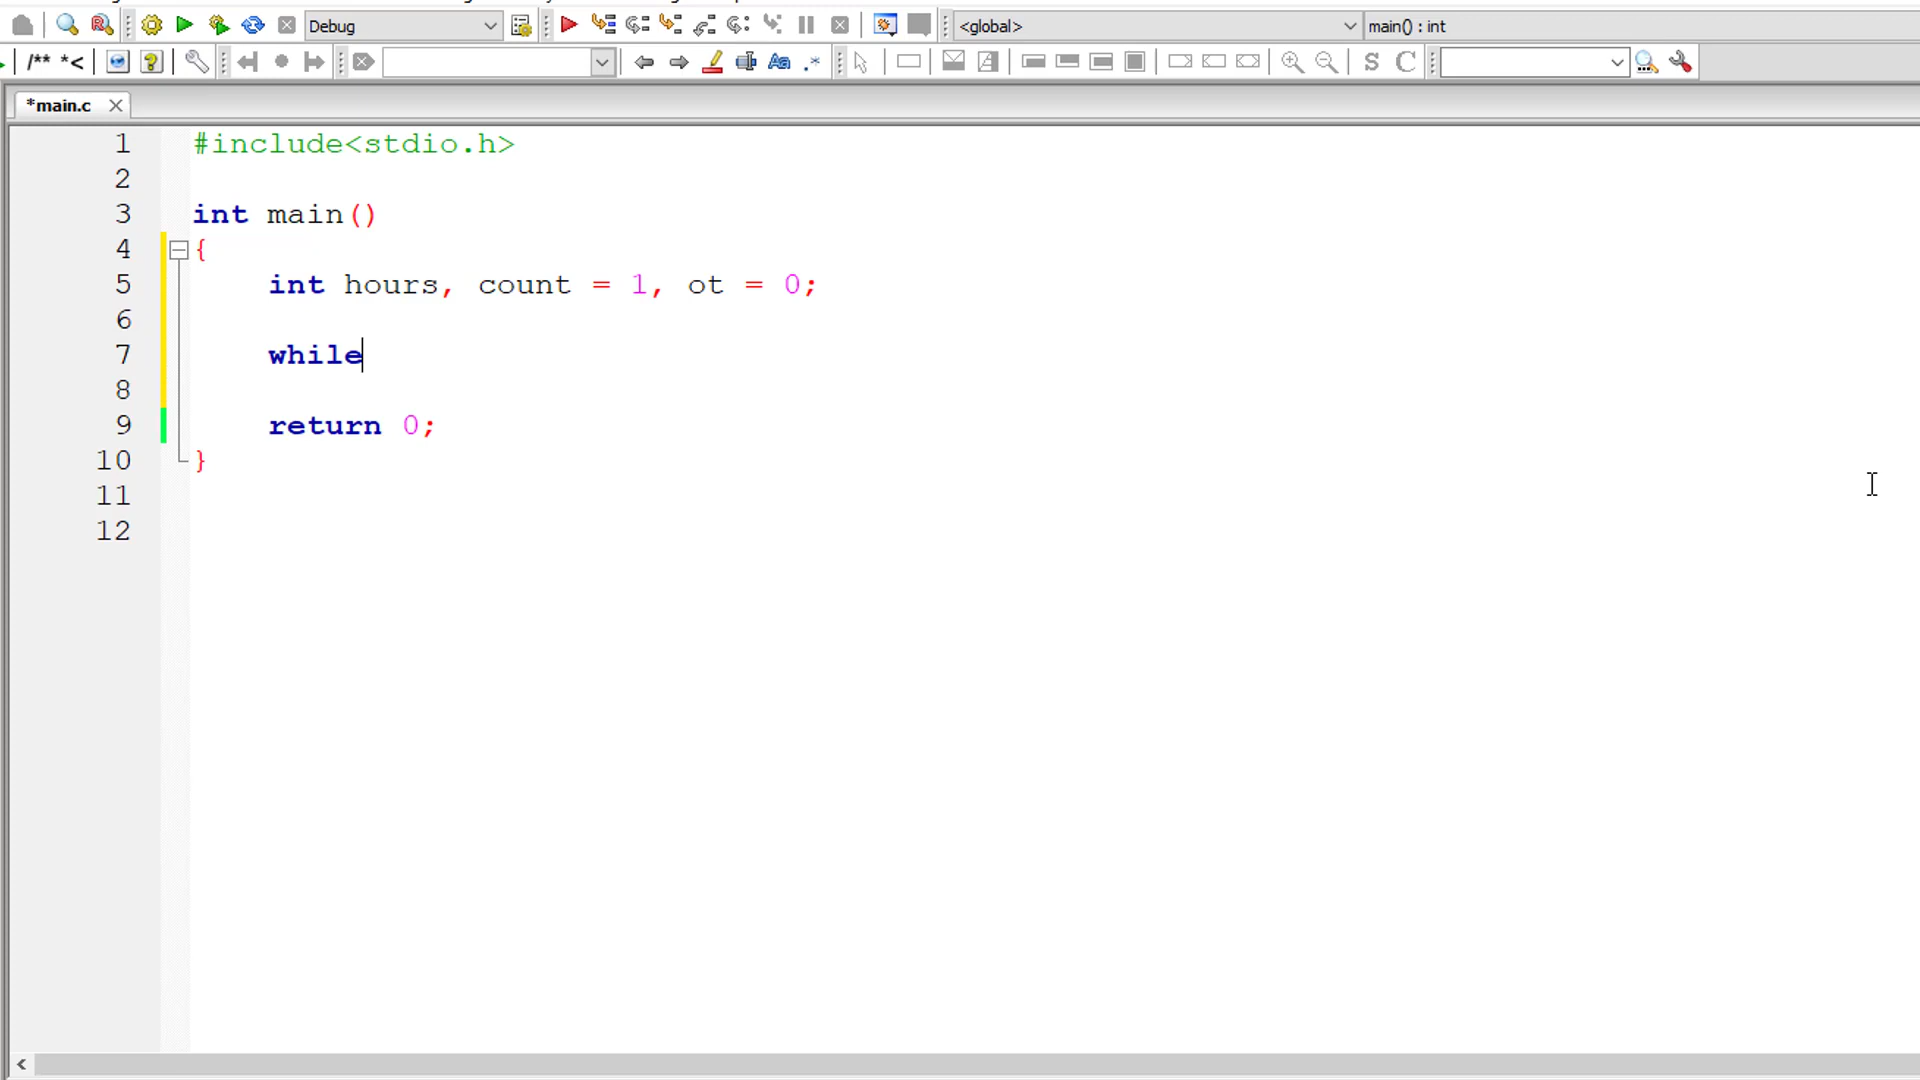 Debug
<global>
main() : int
/** *<
Aa
.*
S
C
*main.c
1 #include<stdio.h>
2
3 int main()
4 {
5 int hours, count = 1, ot = 0;
6
7 while
8
9 return 0;
10 }
11
12